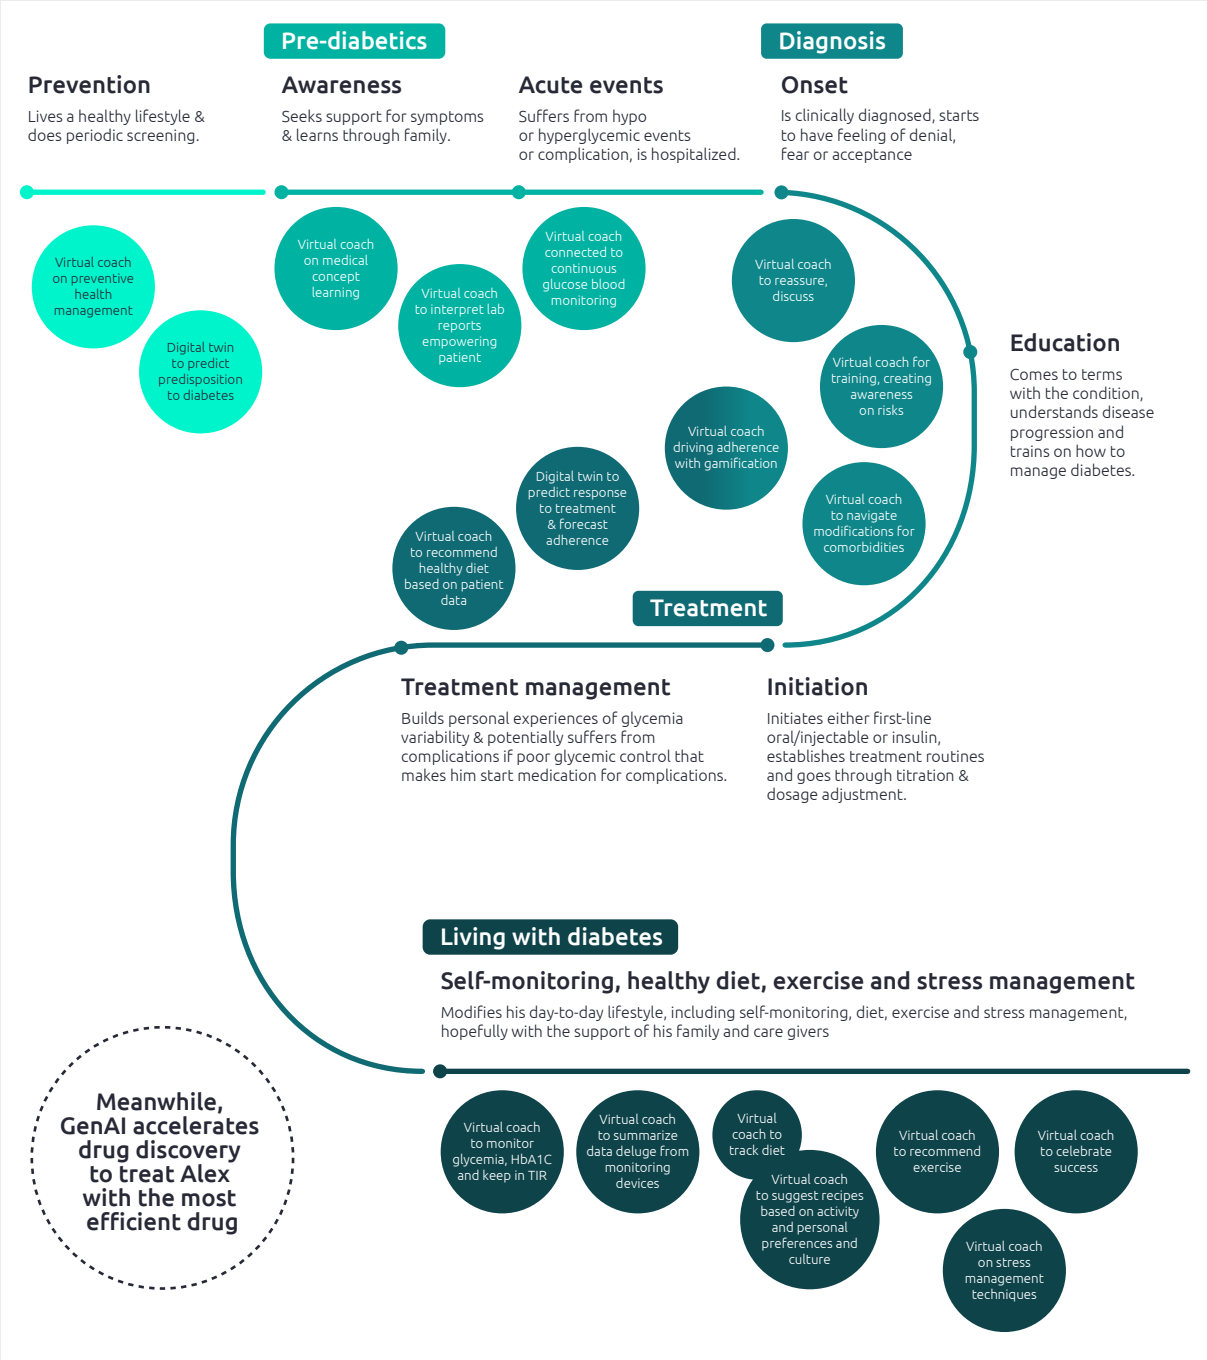 Pre-diabetics
Diagnosis
Prevention
Lives a healthy lifestyle &
does periodic screening.
Awareness
Seeks support for symptoms
& learns through family.
Acute events
Suffers from hypo
or hyperglycemic events
or complication, is hospitalized.
Onset
Is clinically diagnosed, starts
to have feeling of denial,
fear or acceptance
Virtual coach
on preventive
health
management
Digital twin
to predict
predisposition
to diabetes
Virtual coach
on medical
concept
learning
Virtual coach
to interpret lab
reports
empowering
patient
Virtual coach
connected to
continuous
glucose blood
monitoring
Virtual coach
to reassure,
discuss
Virtual coach for
training, creating
awareness
on risks
Education
Comes to terms
with the condition,
understands disease
progression and
trains on how to
manage diabetes.
Virtual coach
to navigate
modifications for
comorbidities
Virtual coach
driving adherence
with gamification
Digital twin to
predict response
to treatment
& forecast
adherence
Virtual coach
to recommend
healthy diet
based on patient
data
Treatment
Treatment management
Builds personal experiences of glycemia
variability & potentially suffers from
complications if poor glycemic control that
makes him start medication for complications.
Initiation
Initiates either first-line
oral/injectable or insulin,
establishes treatment routines
and goes through titration &
dosage adjustment.
Living with diabetes
Self-monitoring, healthy diet, exercise and stress management
Modifies his day-to-day lifestyle, including self-monitoring, diet, exercise and stress management,
hopefully with the support of his family and care givers
Meanwhile,
GenAI accelerates
drug discovery
to treat Alex
with the most
efficient drug
Virtual coach
to monitor
glycemia, HbA1C
and keep in TIR
Virtual coach
to summarize
data deluge from
monitoring
devices
Virtual
coach to
track diet
Virtual coach
to suggest recipes
based on activity
and personal
preferences and
culture
Virtual coach
to recommend
exercise
Virtual coach
on stress
management
techniques
Virtual coach
to celebrate
success